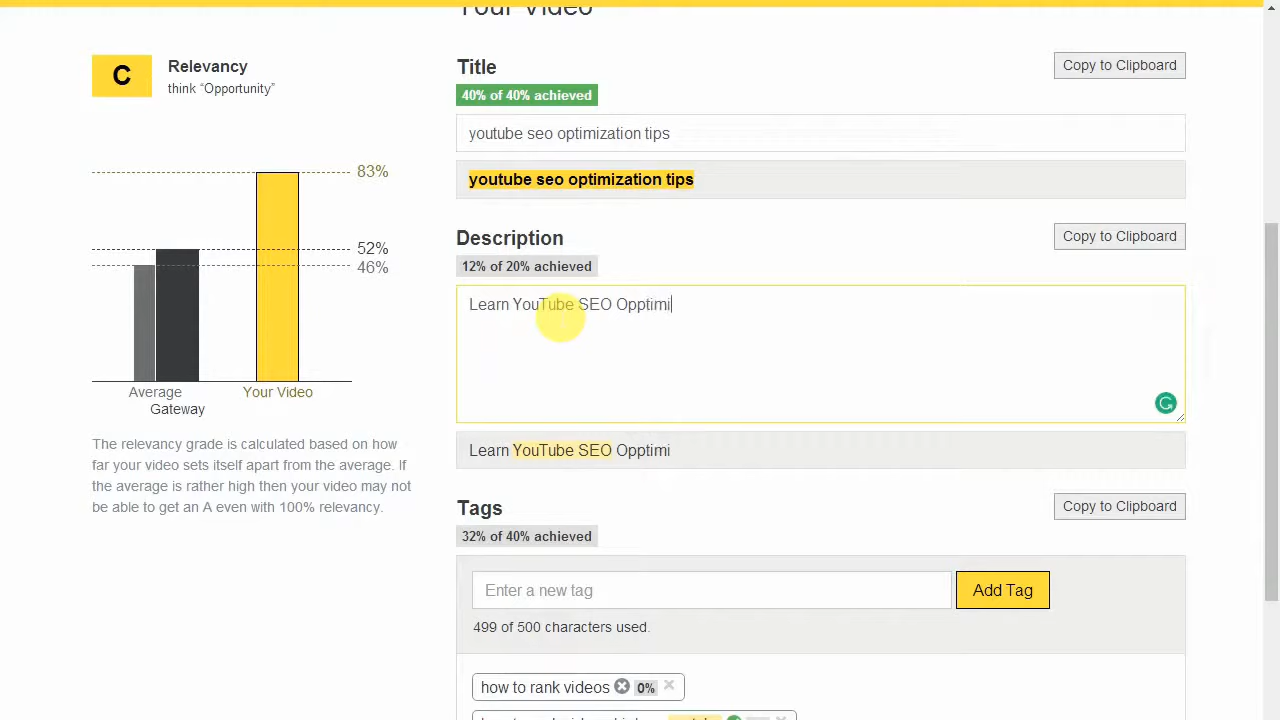 Your Video
C
Relevancy
think “Opportunity”
83%
52%
46%
Average
Gateway
Your Video
The relevancy grade is calculated based on how
far your video sets itself apart from the average. If
the average is rather high then your video may not
be able to get an A even with 100% relevancy.
Title
Copy to Clipboard
40% of 40% achieved
youtube seo optimization tips
youtube seo optimization tips
Description
Copy to Clipboard
12% of 20% achieved
Learn YouTube SEO Opptimi
Learn YouTube SEO Opptimi
Tags
Copy to Clipboard
32% of 40% achieved
Enter a new tag
Add Tag
499 of 500 characters used.
how to rank videos 0%